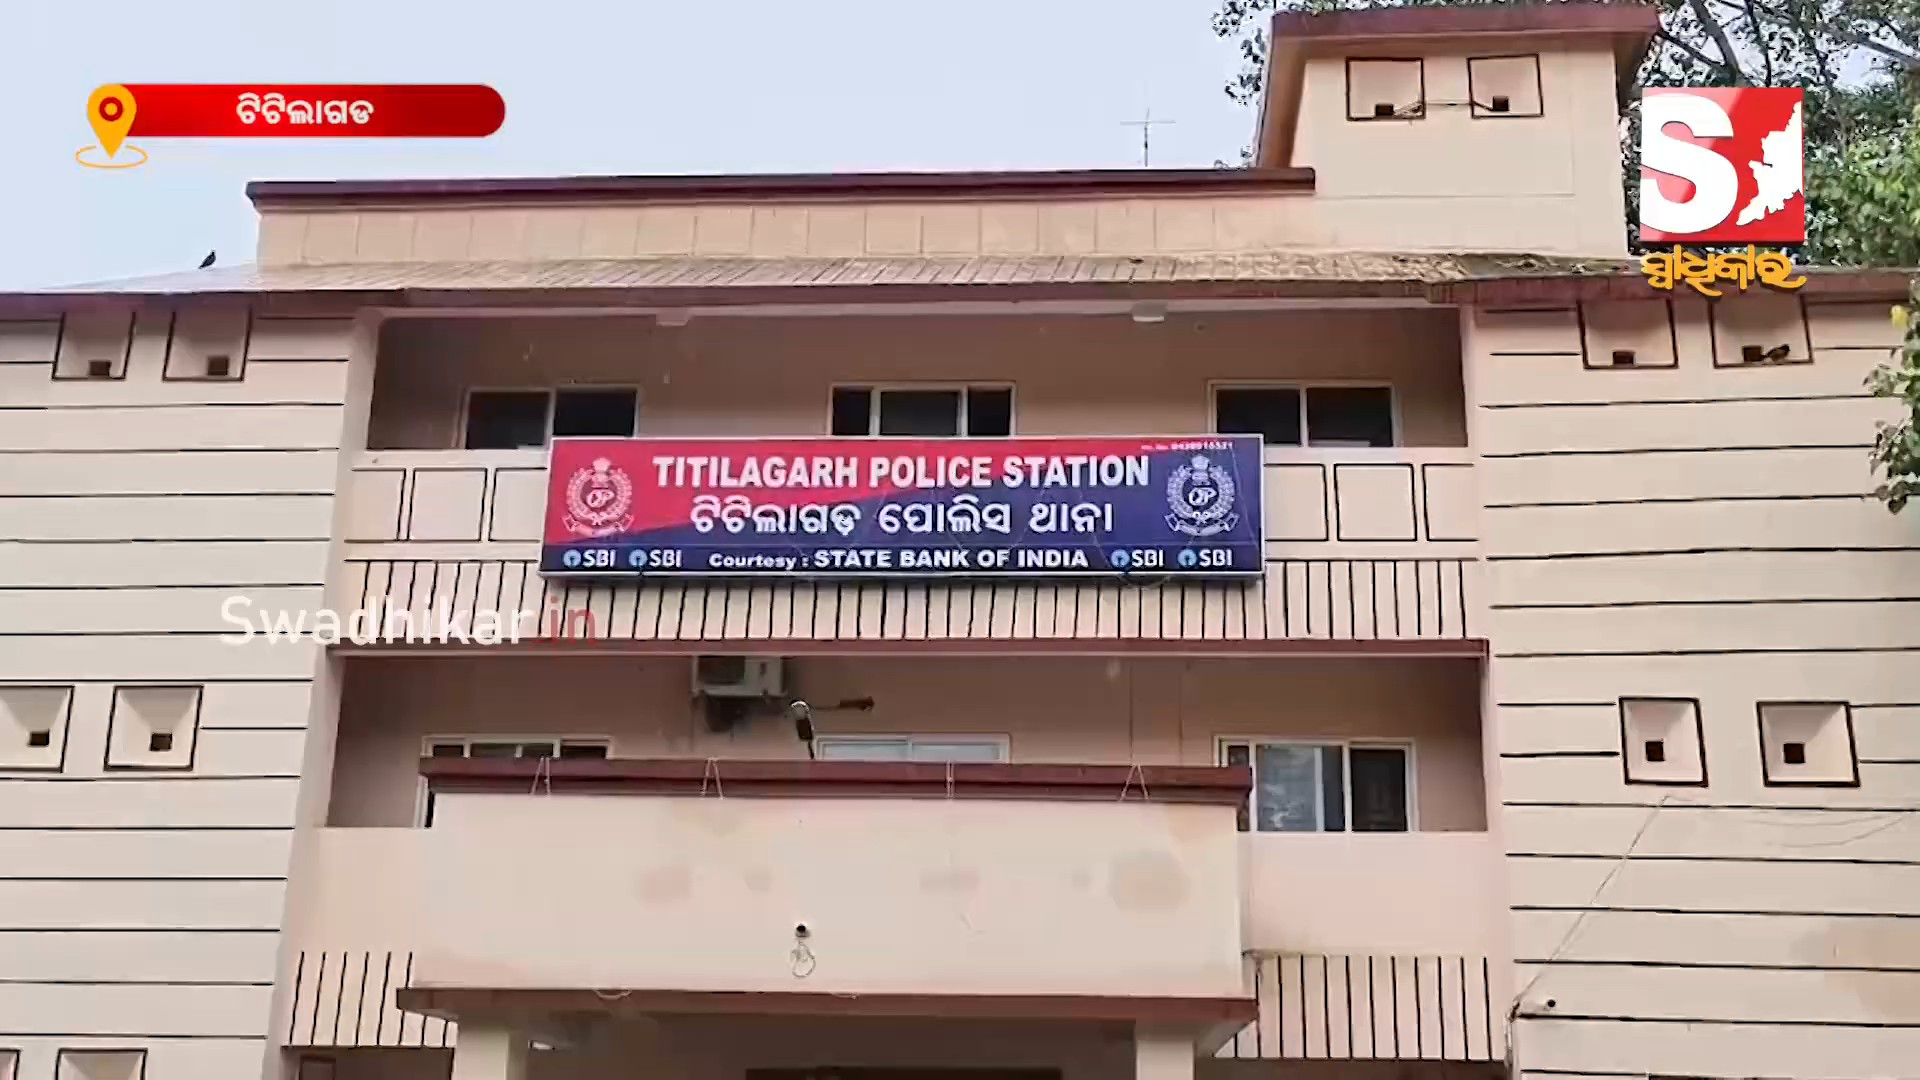 ଟିଟିଲାଗଡ
S
ସ୍ଵାଧିକାର
TITILAGARH POLICE STATION
ଟିଟିଲାଗଡ଼ ପୋଲିସ ଥାନା
SBI SBI Courtesy : STATE BANK OF INDIA SBI SBI
Swadhikar.in